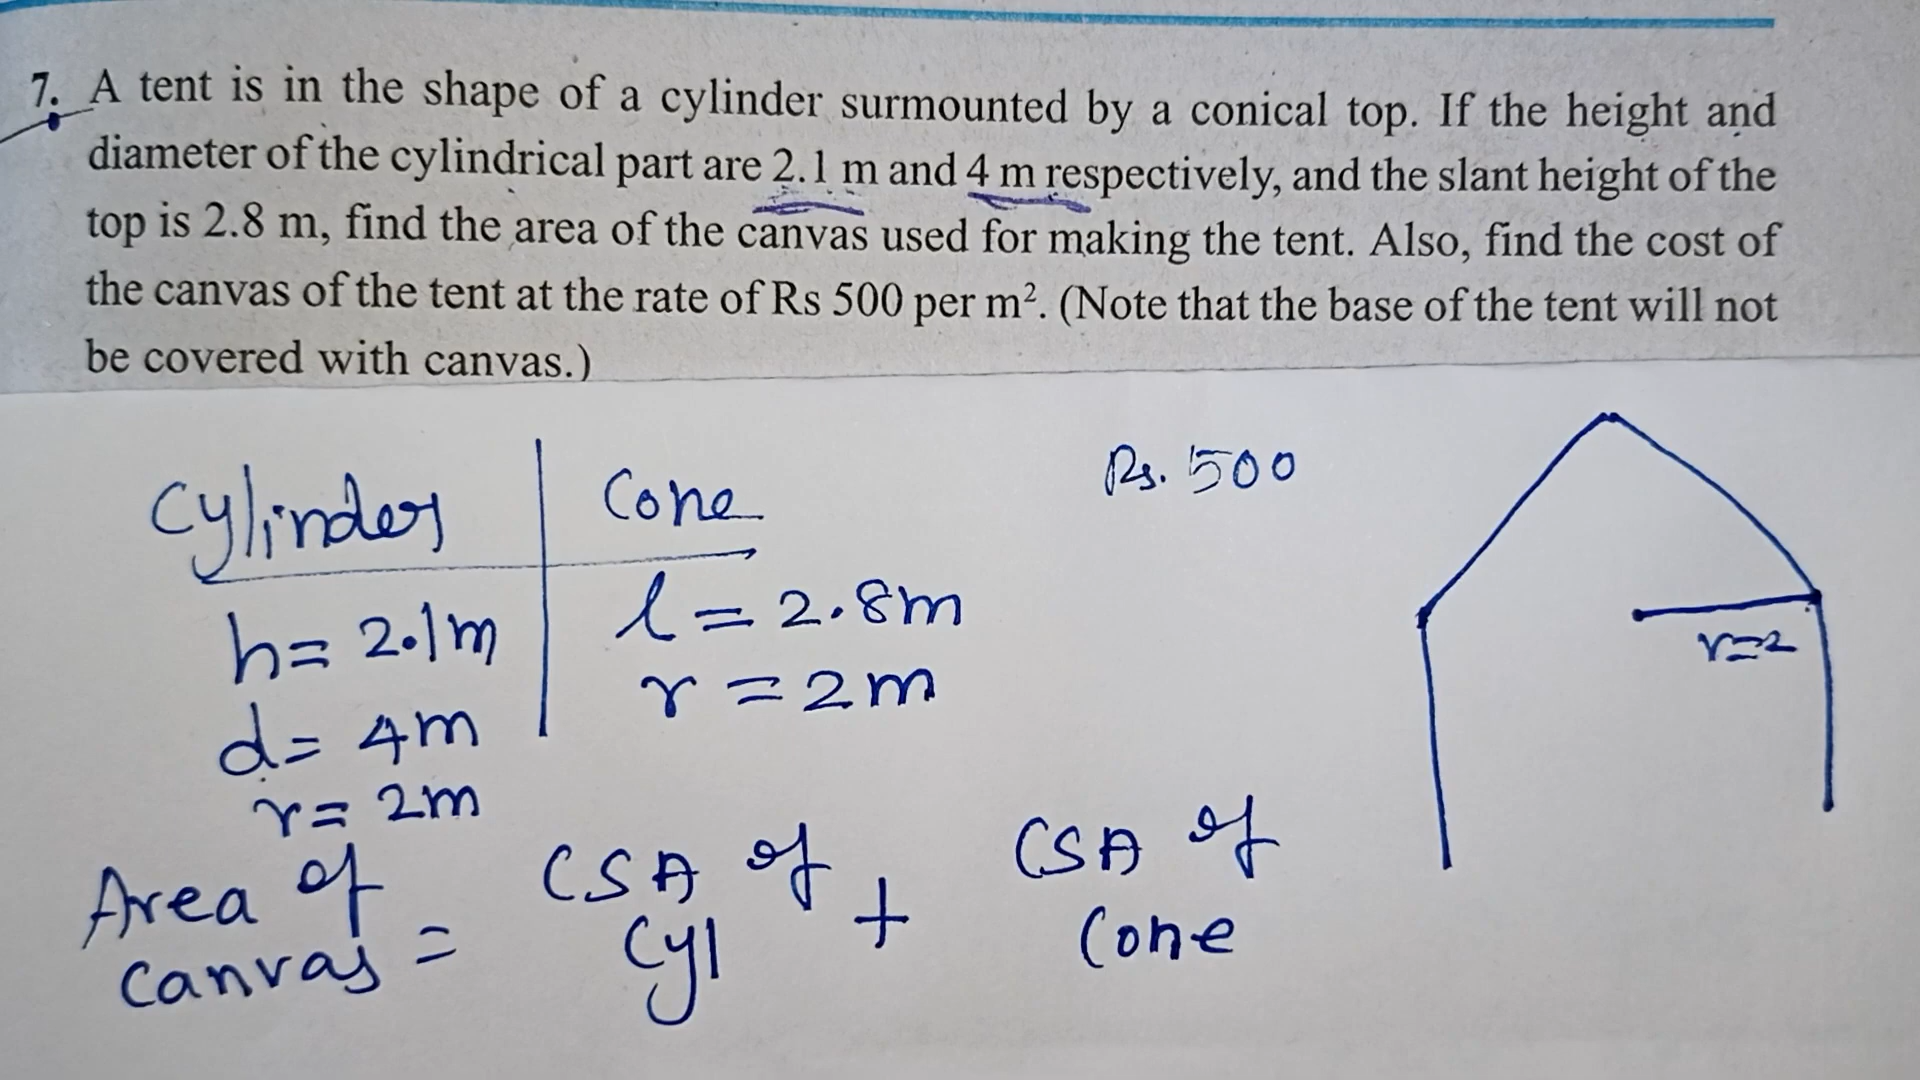 7. A tent is in the shape of a cylinder surmounted by a conical top. If the height and
diameter of the cylindrical part are 2.1 m and 4 m respectively, and the slant height of the
top is 2.8 m, find the area of the canvas used for making the tent. Also, find the cost of
the canvas of the tent at the rate of Rs 500 per m². (Note that the base of the tent will not
be covered with canvas.)
Cylinder Cone
Rs. 500
h= 2.1m l = 2.8m
d= 4m r = 2m
r= 2m
r=2
Area of canvas = CSA of Cyl + CSA of Cone